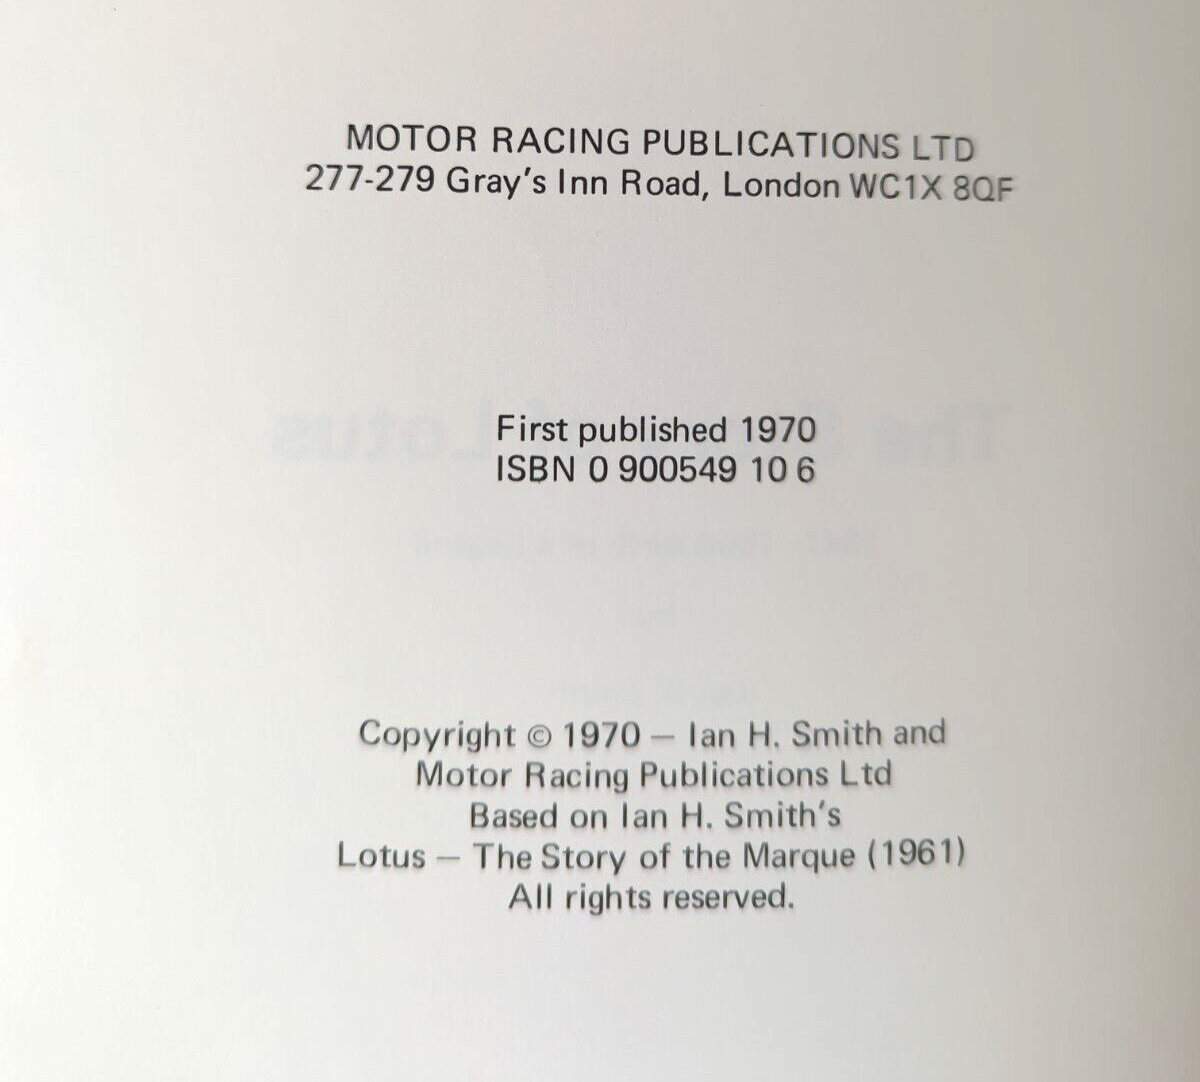 MOTOR RACING PUBLICATIONS LTD
277-279 Gray's Inn Road, London WC1X 8QF
First published 1970
ISBN 0 900549 10 6
Copyright © 1970 — Ian H. Smith and
Motor Racing Publications Ltd
Based on Ian H. Smith's
Lotus — The Story of the Marque (1961)
All rights reserved.